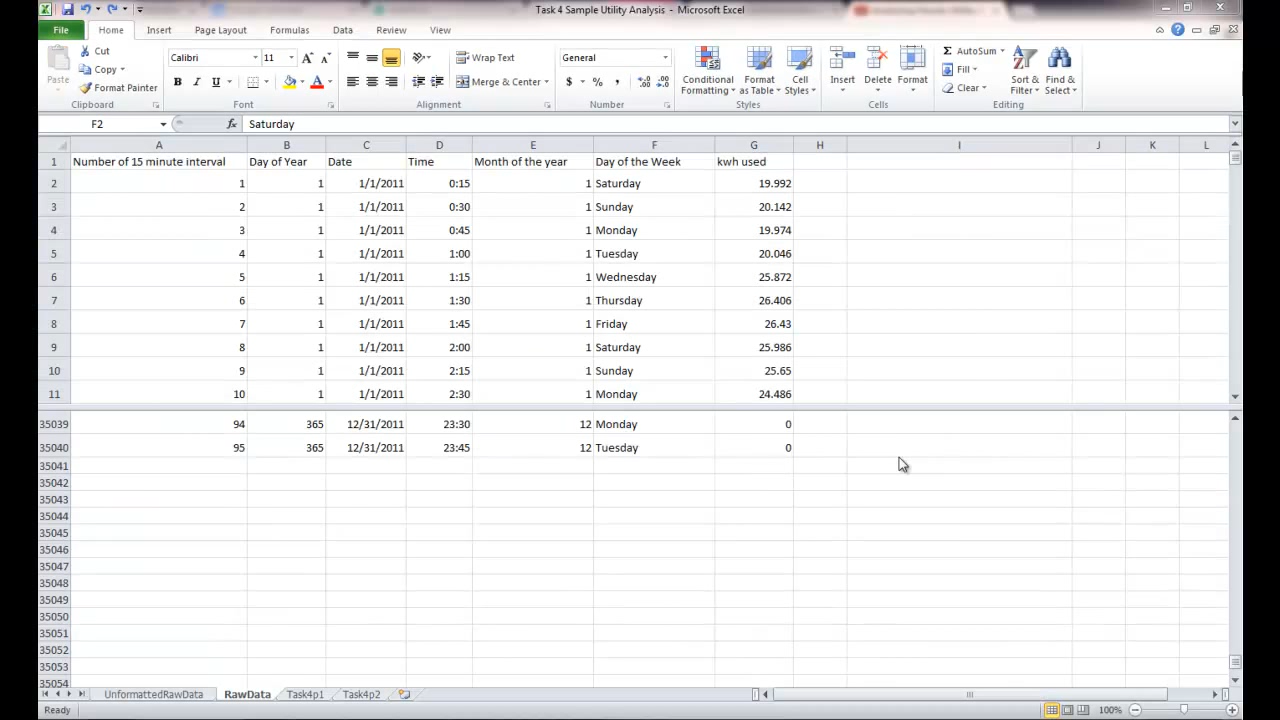 Task 4 Sample Utility Analysis - Microsoft Excel
File Home Insert Page Layout Formulas Data Review View
Cut
Copy
Format Painter
Paste
Clipboard
Calibri 11
B I U
Font
Wrap Text
Merge & Center
Alignment
General
$ % ,
Number
Conditional Formatting
Format as Table
Cell Styles
Styles
Insert Delete Format
Cells
AutoSum
Fill
Clear
Sort & Filter
Find & Select
Editing
F2 fx Saturday
A B C D E F G H I J K L
1 Number of 15 minute interval Day of Year Date Time Month of the year Day of the Week kwh used
2 1 1 1/1/2011 0:15 1 Saturday 19.992
3 2 1 1/1/2011 0:30 1 Sunday 20.142
4 3 1 1/1/2011 0:45 1 Monday 19.974
5 4 1 1/1/2011 1:00 1 Tuesday 20.046
6 5 1 1/1/2011 1:15 1 Wednesday 25.872
7 6 1 1/1/2011 1:30 1 Thursday 26.406
8 7 1 1/1/2011 1:45 1 Friday 26.43
9 8 1 1/1/2011 2:00 1 Saturday 25.986
10 9 1 1/1/2011 2:15 1 Sunday 25.65
11 10 1 1/1/2011 2:30 1 Monday 24.486
35039 94 365 12/31/2011 23:30 12 Monday 0
35040 95 365 12/31/2011 23:45 12 Tuesday 0
35041
35042
35043
35044
35045
35046
35047
35048
35049
35050
35051
35052
35053
35054
UnformattedRawData RawData Task4p1 Task4p2
Ready 100%